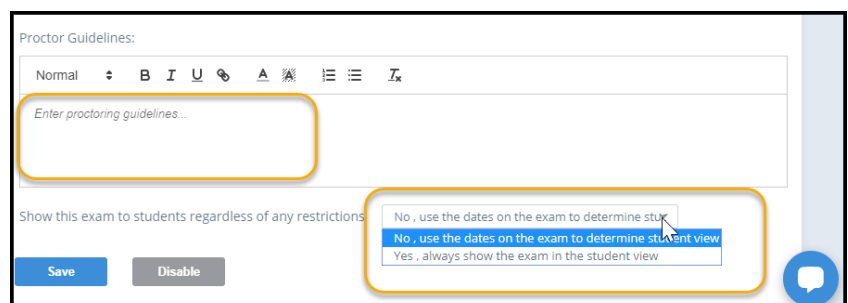 Proctor Guidelines:
Normal B I U A A Tx
Enter proctoring guidelines...
Show this exam to students regardless of any restrictions No , use the dates on the exam to determine stu
No , use the dates on the exam to determine student view
Yes , always show the exam in the student view
Save Disable